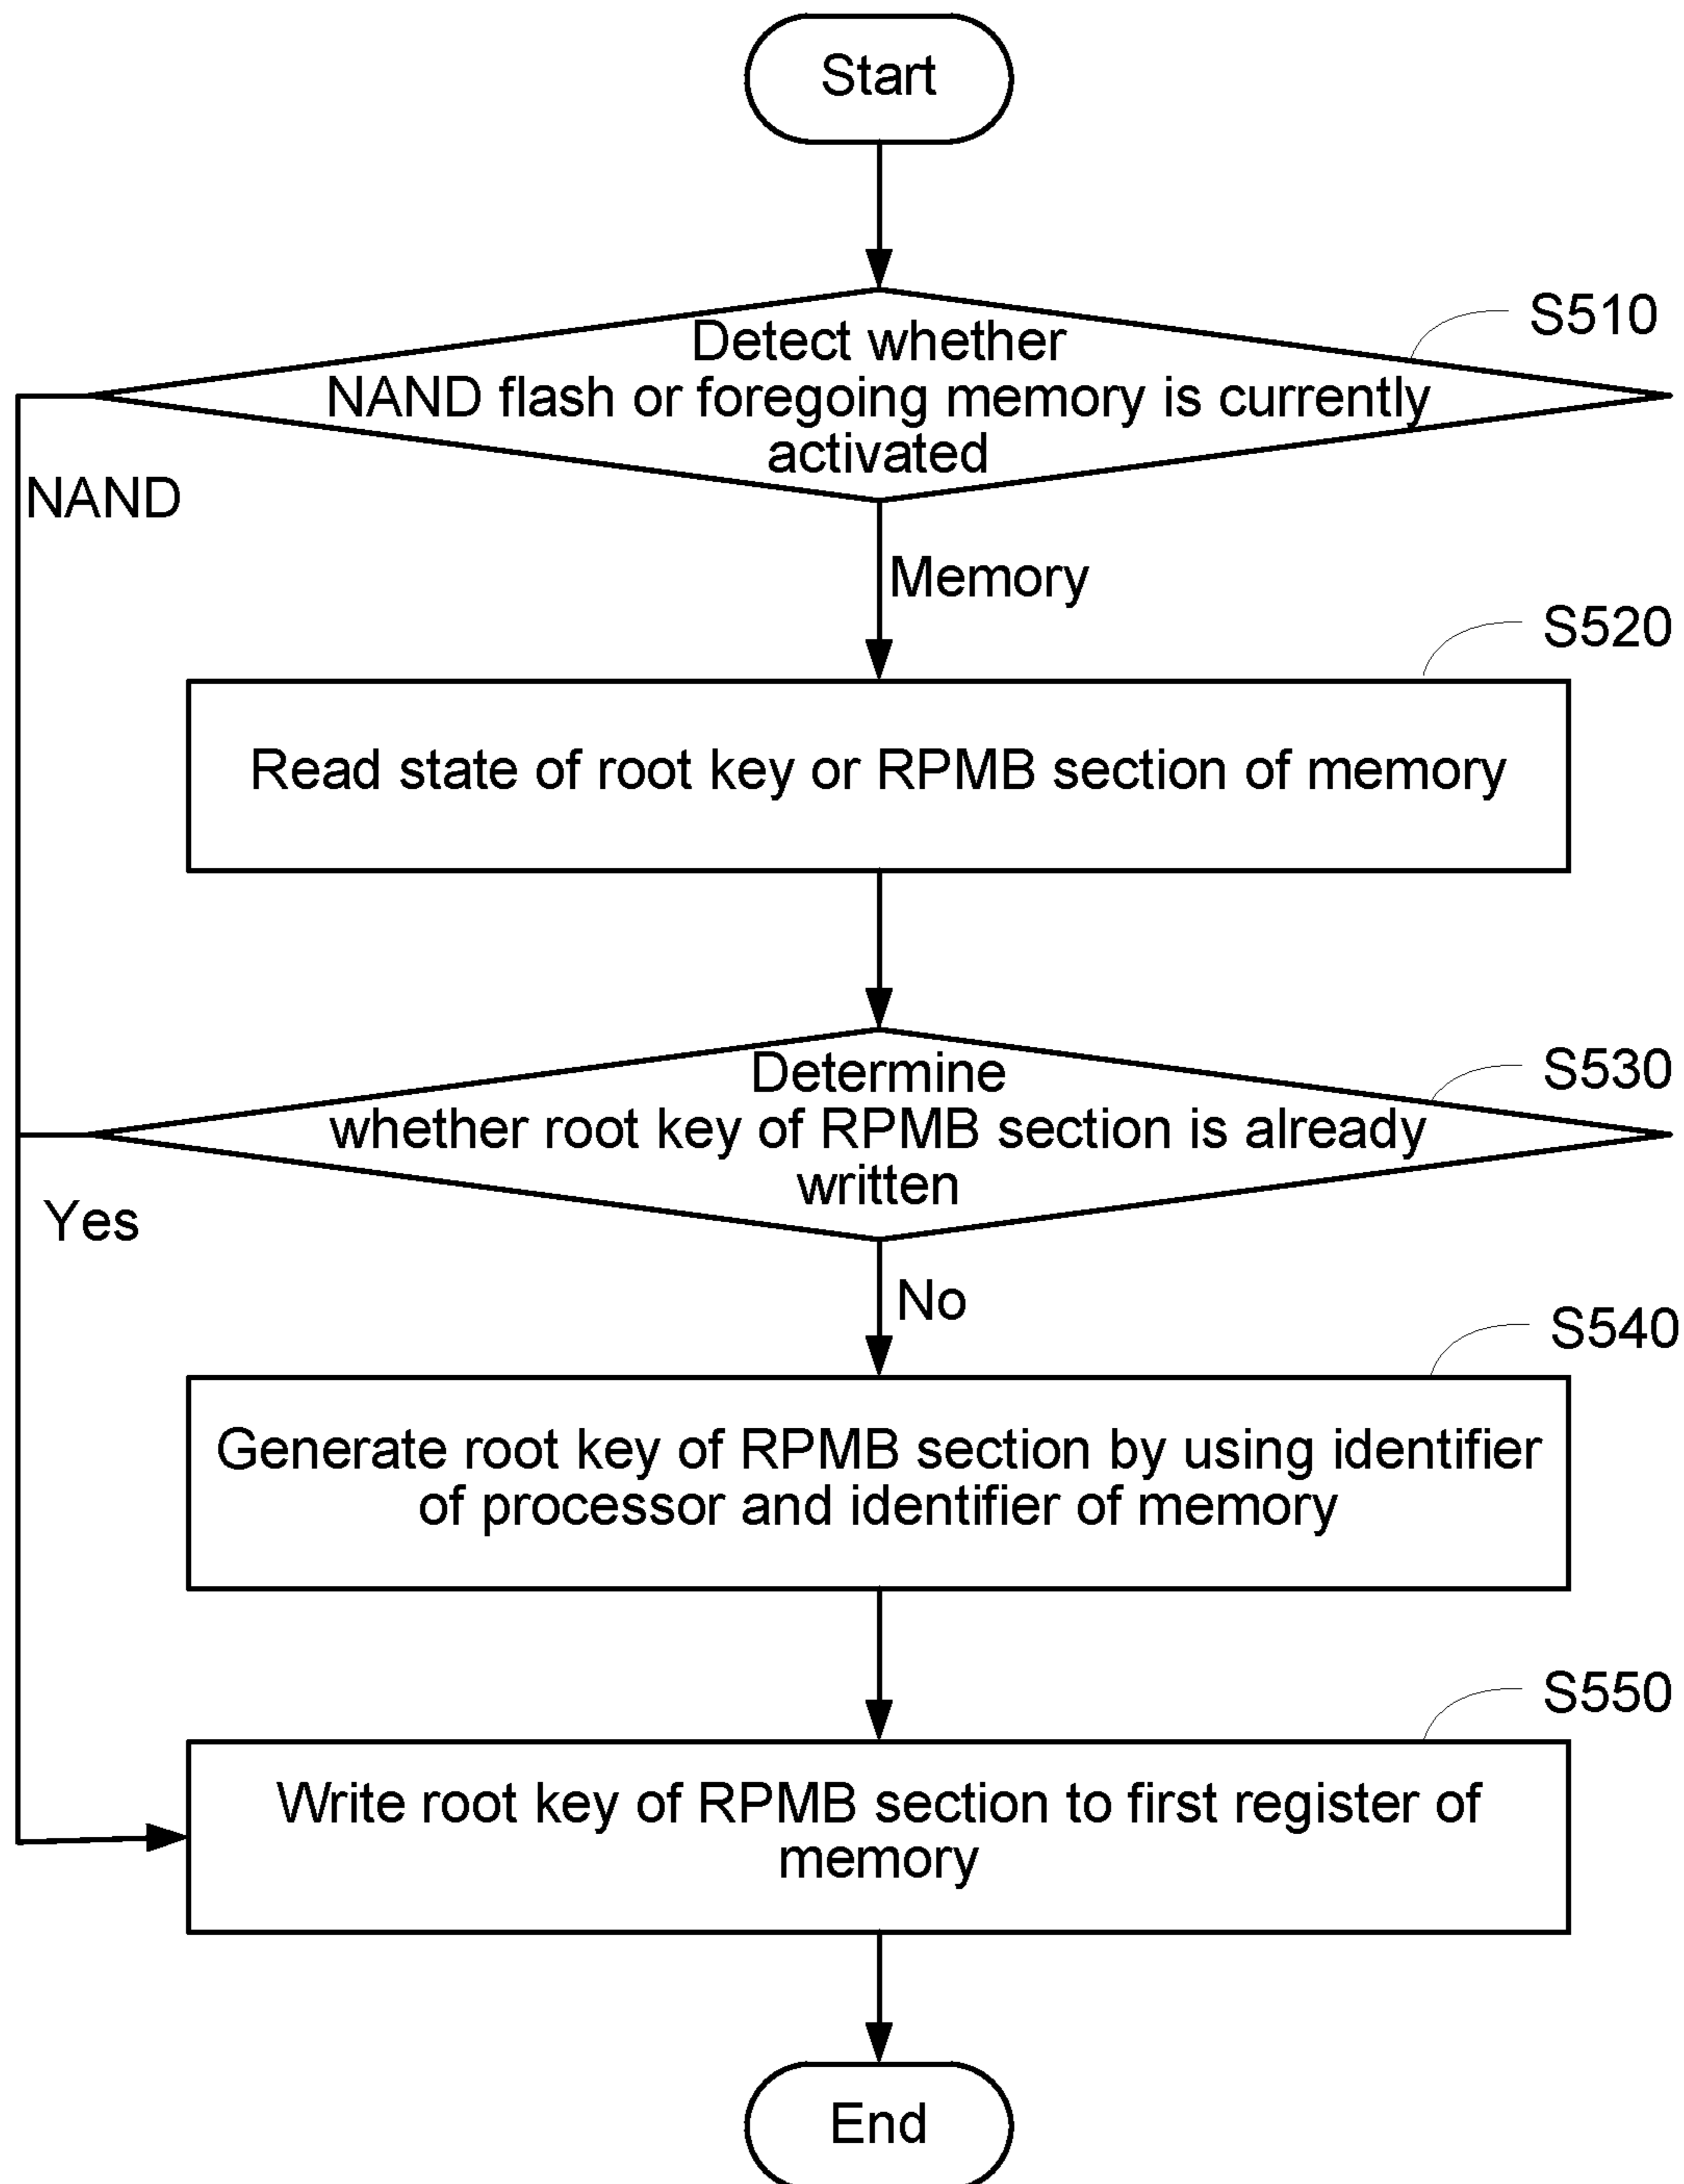 Start
S510
Detect whether
NAND flash or foregoing memory is currently
activated
NAND
Memory
S520
Read state of root key or RPMB section of memory
S530
Determine
whether root key of RPMB section is already
written
Yes
No
S540
Generate root key of RPMB section by using identifier
of processor and identifier of memory
S550
Write root key of RPMB section to first register of
memory
End